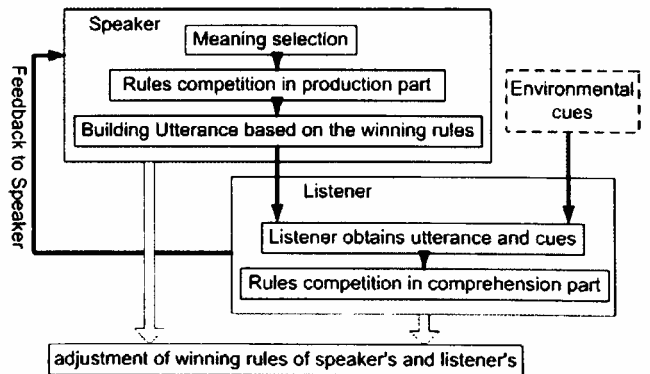 Speaker
Meaning selection
Rules competition in production part
Building Utterance based on the winning rules
Feedback to Speaker
Environmental
cues
Listener
Listener obtains utterance and cues
Rules competition in comprehension part
adjustment of winning rules of speaker's and listener's